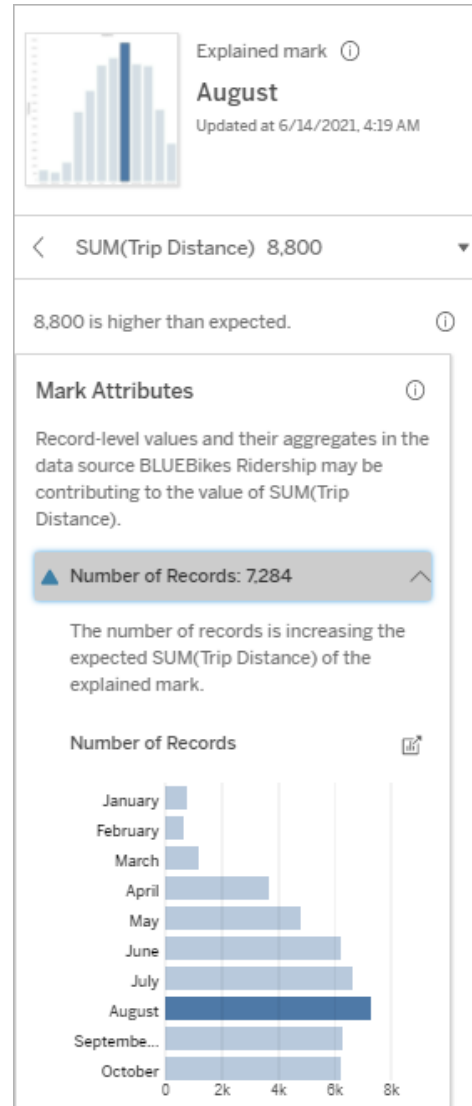 Explained mark
August
Updated at 6/14/2021, 4:19 AM
SUM(Trip Distance) 8,800
8,800 is higher than expected.
Mark Attributes
Record-level values and their aggregates in the
data source BLUEBikes Ridership may be
contributing to the value of SUM(Trip
Distance).
Number of Records: 7,284
The number of records is increasing the
expected SUM(Trip Distance) of the
explained mark.
Number of Records
January
February
March
April
May
June
July
August
Septembe...
October
0 2k 4k 6k 8k